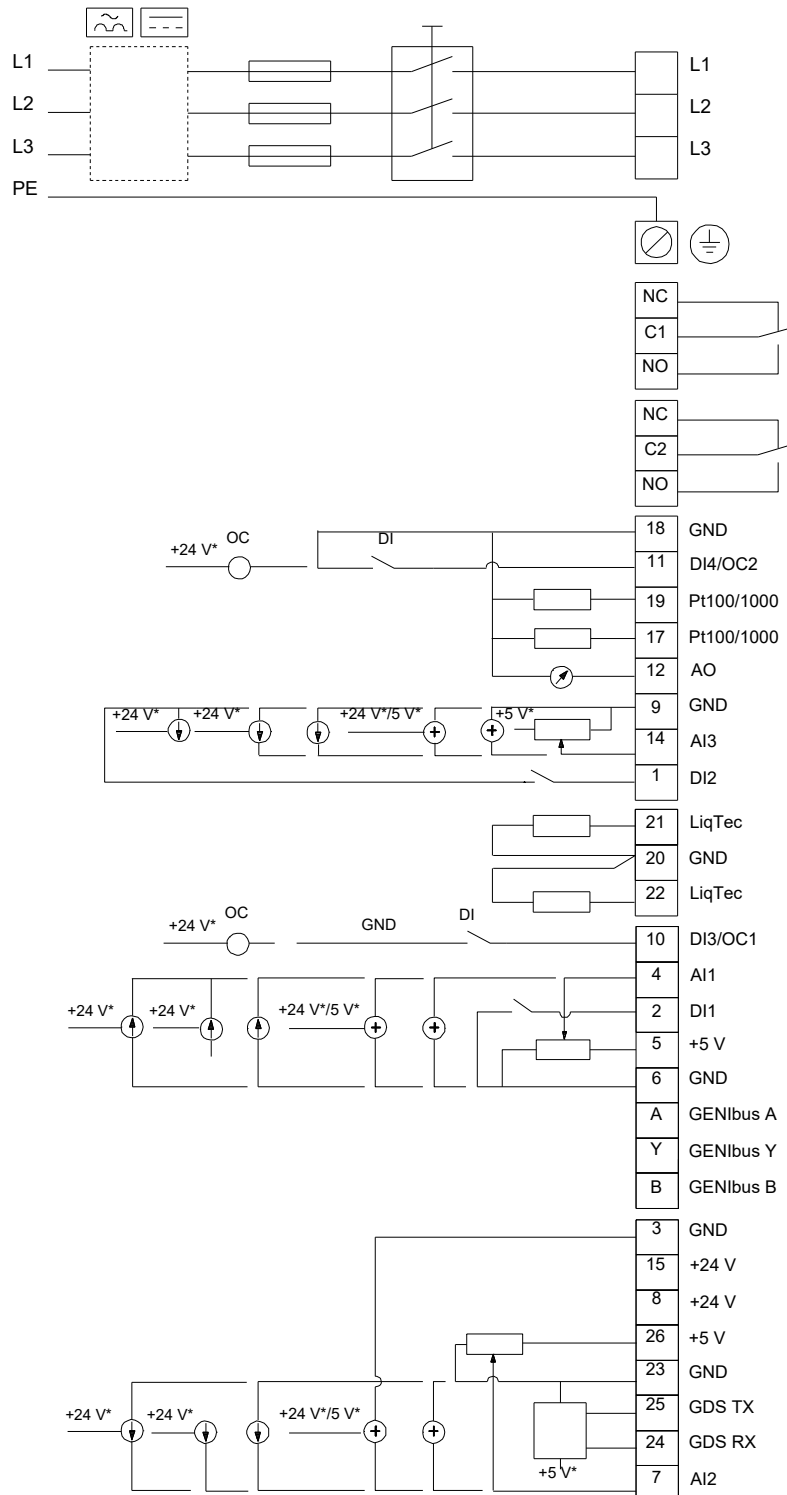 L1 L1
L2 L2
L3 L3
PE
NC
C1
NO
NC
C2
NO
18 GND
+24 V* OC DI 11 DI4/OC2
19 Pt100/1000
17 Pt100/1000
12 AO
9 GND
+24 V* +24 V* +24 V*/5 V* +5 V*
14 AI3
1 DI2
21 LiqTec
20 GND
22 LiqTec
+24 V* OC GND DI 10 DI3/OC1
4 AI1
+24 V* +24 V* +24 V*/5 V* 2 DI1
5 +5 V
6 GND
A GENIbus A
Y GENIbus Y
B GENIbus B
3 GND
15 +24 V
8 +24 V
26 +5 V
23 GND
+24 V* +24 V* +24 V*/5 V* 25 GDS TX
24 GDS RX
+5 V*
7 AI2